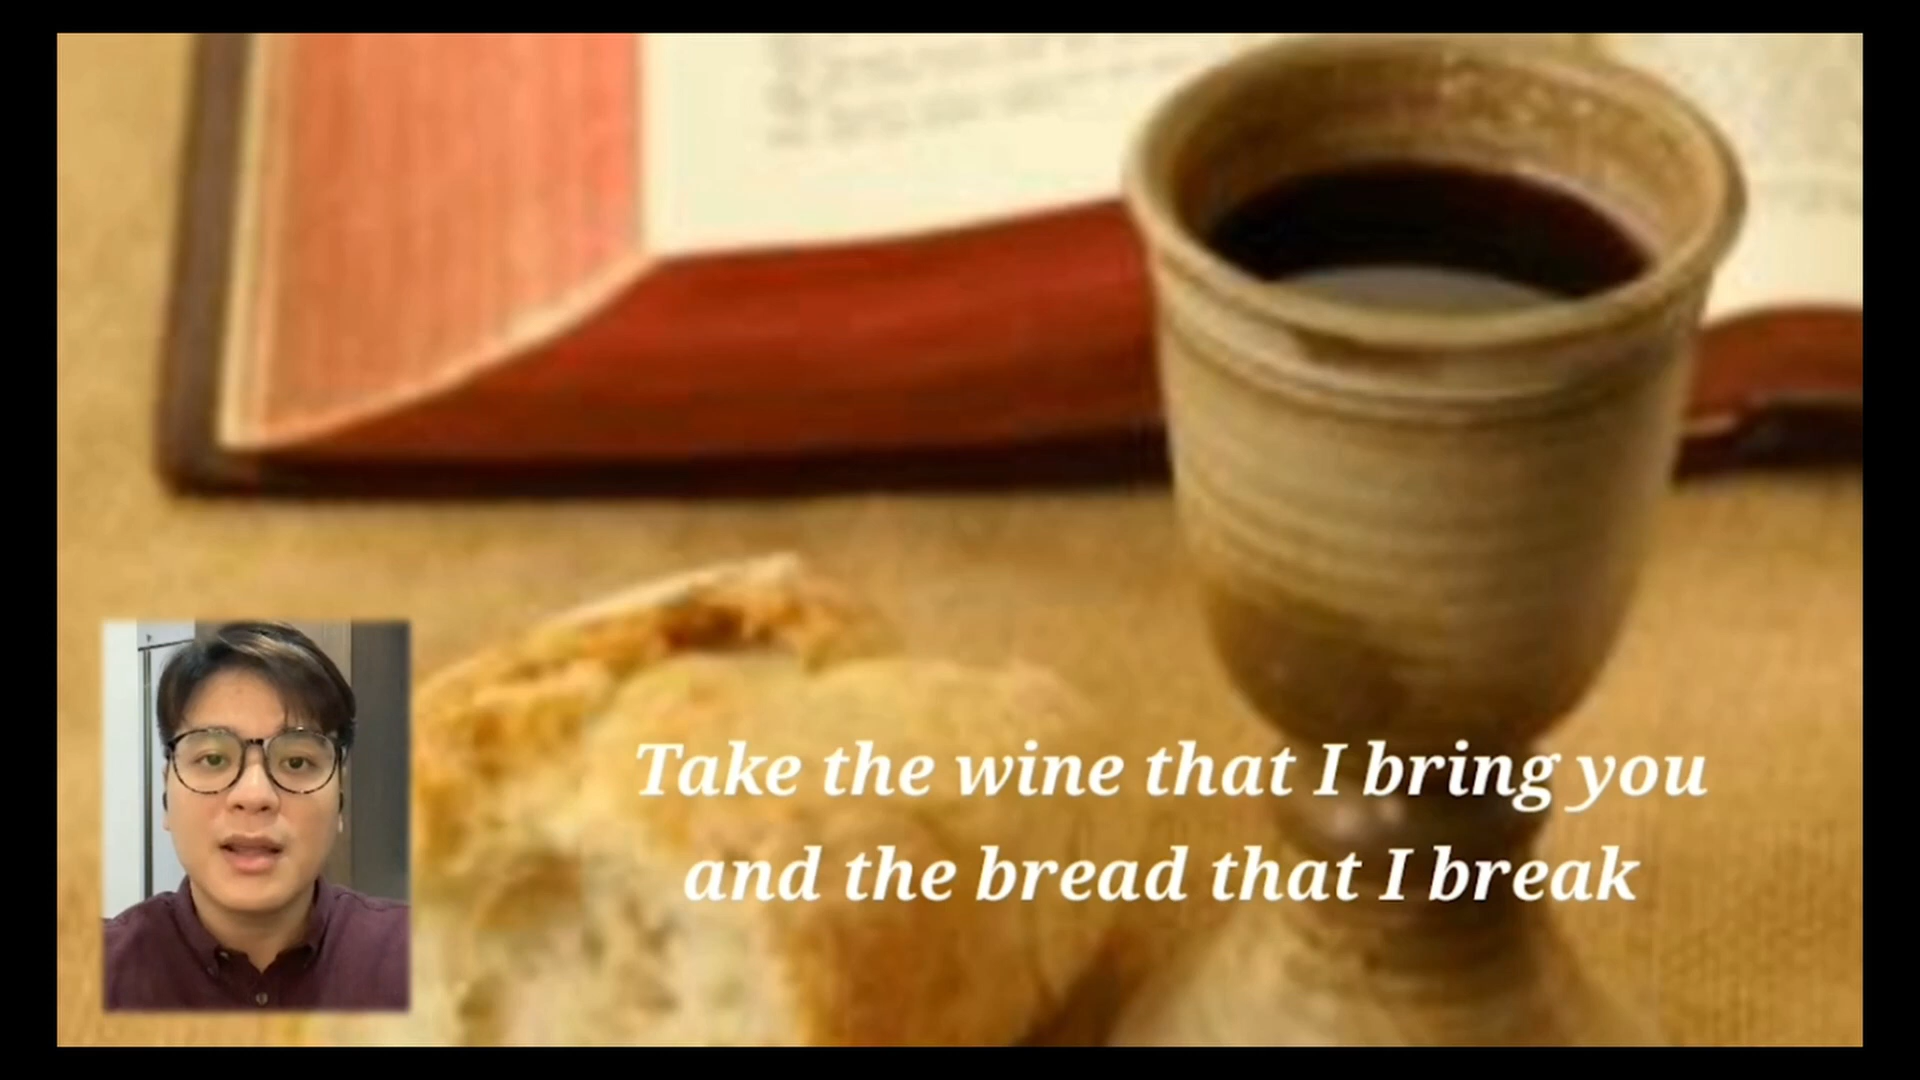 Take the wine that I bring you
and the bread that I break